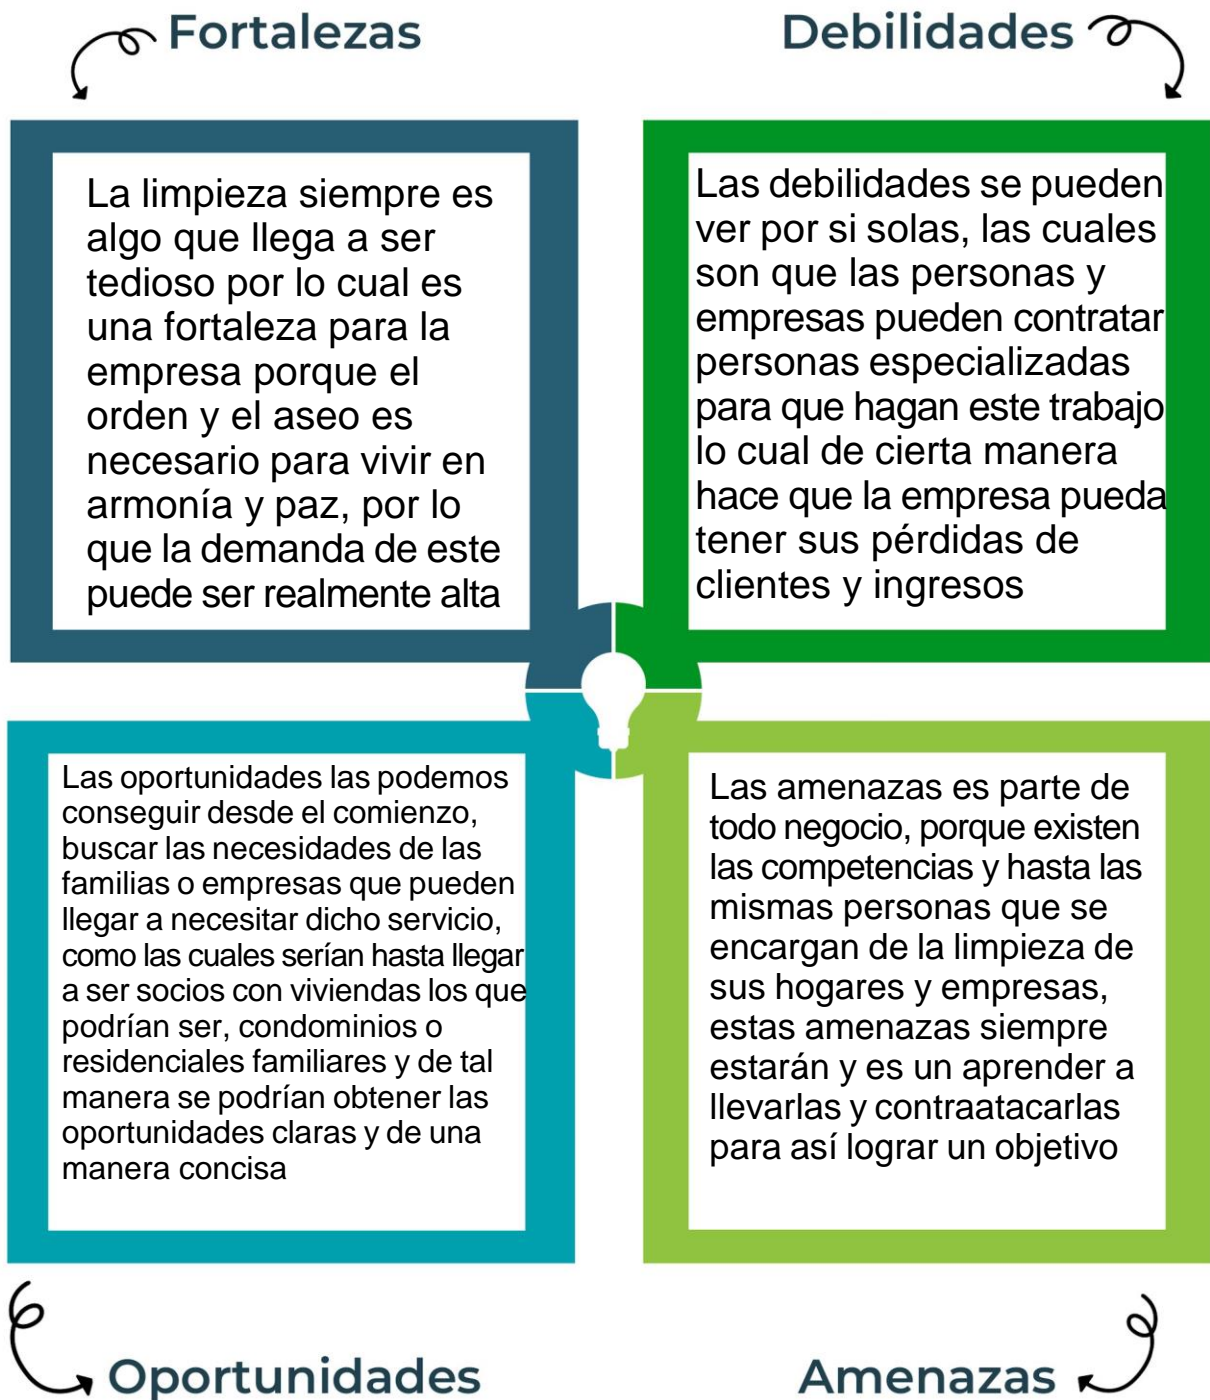 Fortalezas
La limpieza siempre es
algo que llega a ser
tedioso por lo cual es
una fortaleza para la
empresa porque el
orden y el aseo es
necesario para vivir en
armonía y paz, por lo
que la demanda de este
puede ser realmente alta
Debilidades
Las debilidades se pueden
ver por si solas, las cuales
son que las personas y
empresas pueden contratar
personas especializadas
para que hagan este trabajo
lo cual de cierta manera
hace que la empresa pueda
tener sus pérdidas de
clientes y ingresos
Las oportunidades las podemos
conseguir desde el comienzo,
buscar las necesidades de las
familias o empresas que pueden
llegar a necesitar dicho servicio,
como las cuales serían hasta llegar
a ser socios con viviendas los que
podrían ser, condominios o
residenciales familiares y de tal
manera se podrían obtener las
oportunidades claras y de una
manera concisa
Oportunidades
Las amenazas es parte de
todo negocio, porque existen
las competencias y hasta las
mismas personas que se
encargan de la limpieza de
sus hogares y empresas,
estas amenazas siempre
estarán y es un aprender a
llevarlas y contraatacarlas
para así lograr un objetivo
Amenazas